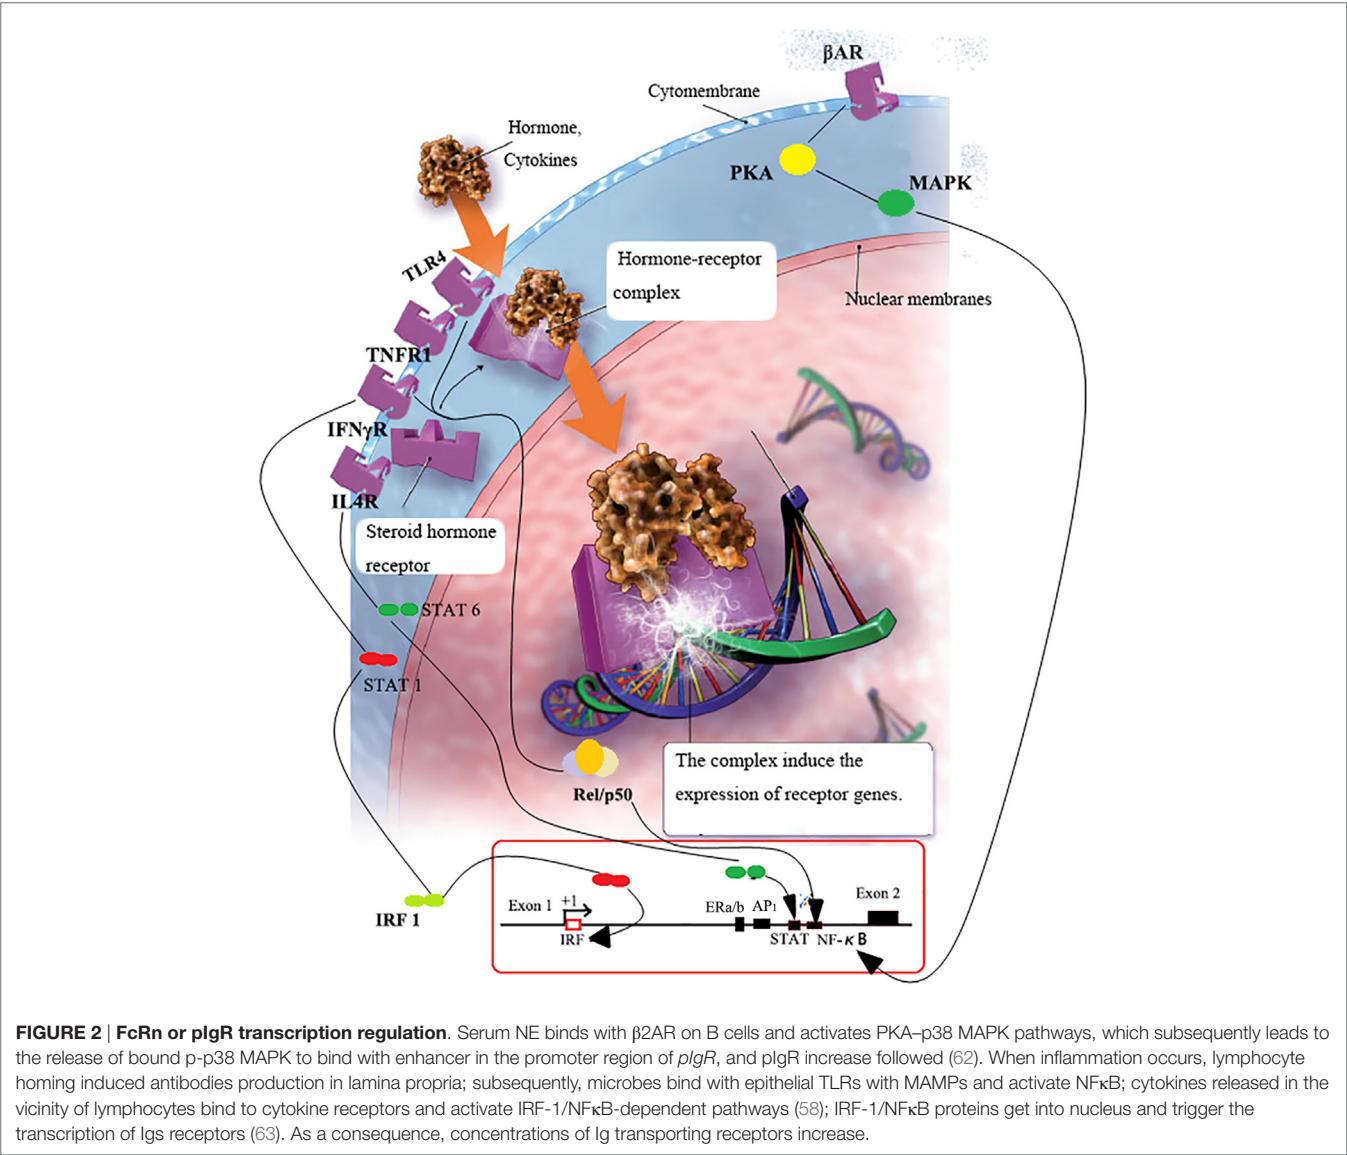 βAR
Cytomembrane
Hormone,
Cytokines
PKA
MAPK
TLR4
Hormone-receptor
complex
Nuclear membranes
TNFR1
IFNγR
IL4R
Steroid hormone
receptor
STAT 6
STAT 1
The complex induce the
expression of receptor genes.
Rel/p50
IRF 1
Exon 1
+1
IRF
ERa/b
AP1
Exon 2
STAT
NF-κB
FIGURE 2 | FcRn or pIgR transcription regulation. Serum NE binds with β2AR on B cells and activates PKA–p38 MAPK pathways, which subsequently leads to
the release of bound p-p38 MAPK to bind with enhancer in the promoter region of pIgR, and pIgR increase followed (62). When inflammation occurs, lymphocyte
homing induced antibodies production in lamina propria; subsequently, microbes bind with epithelial TLRs with MAMPs and activate NFκB; cytokines released in the
vicinity of lymphocytes bind to cytokine receptors and activate IRF-1/NFκB-dependent pathways (58); IRF-1/NFκB proteins get into nucleus and trigger the
transcription of Igs receptors (63). As a consequence, concentrations of Ig transporting receptors increase.